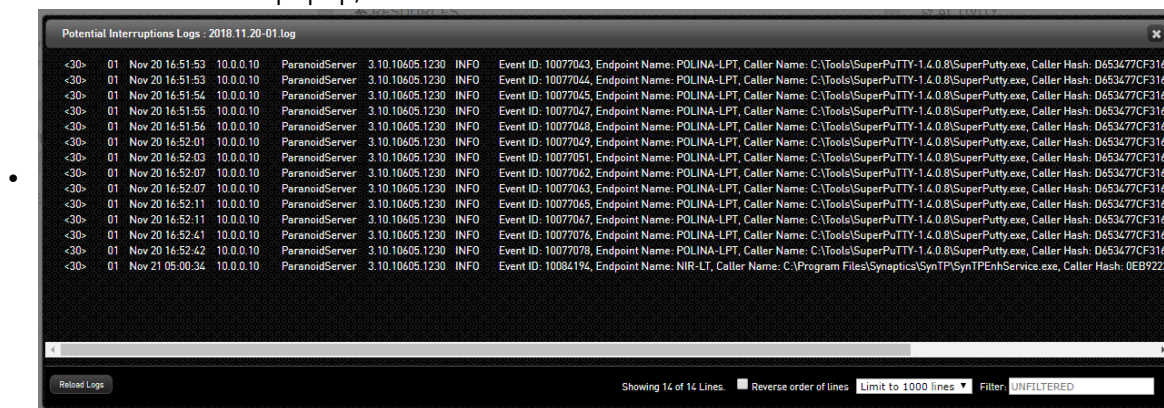 RESOURCES ACTIVITY
Potential Interruptions Logs : 2018.11.20-01.log
<30> 01 Nov 20 16:51:53 10.0.0.10 ParanoidServer 3.10.10605.1230 INFO Event ID: 10077043, Endpoint Name: POLINA-LPT, Caller Name: C:\Tools\SuperPuTTY-1.4.0.8\SuperPutty.exe, Caller Hash: D653477CF316
<30> 01 Nov 20 16:51:53 10.0.0.10 ParanoidServer 3.10.10605.1230 INFO Event ID: 10077044, Endpoint Name: POLINA-LPT, Caller Name: C:\Tools\SuperPuTTY-1.4.0.8\SuperPutty.exe, Caller Hash: D653477CF316
<30> 01 Nov 20 16:51:54 10.0.0.10 ParanoidServer 3.10.10605.1230 INFO Event ID: 10077045, Endpoint Name: POLINA-LPT, Caller Name: C:\Tools\SuperPuTTY-1.4.0.8\SuperPutty.exe, Caller Hash: D653477CF316
<30> 01 Nov 20 16:51:55 10.0.0.10 ParanoidServer 3.10.10605.1230 INFO Event ID: 10077047, Endpoint Name: POLINA-LPT, Caller Name: C:\Tools\SuperPuTTY-1.4.0.8\SuperPutty.exe, Caller Hash: D653477CF316
<30> 01 Nov 20 16:51:56 10.0.0.10 ParanoidServer 3.10.10605.1230 INFO Event ID: 10077048, Endpoint Name: POLINA-LPT, Caller Name: C:\Tools\SuperPuTTY-1.4.0.8\SuperPutty.exe, Caller Hash: D653477CF316
<30> 01 Nov 20 16:52:01 10.0.0.10 ParanoidServer 3.10.10605.1230 INFO Event ID: 10077049, Endpoint Name: POLINA-LPT, Caller Name: C:\Tools\SuperPuTTY-1.4.0.8\SuperPutty.exe, Caller Hash: D653477CF316
<30> 01 Nov 20 16:52:03 10.0.0.10 ParanoidServer 3.10.10605.1230 INFO Event ID: 10077051, Endpoint Name: POLINA-LPT, Caller Name: C:\Tools\SuperPuTTY-1.4.0.8\SuperPutty.exe, Caller Hash: D653477CF316
<30> 01 Nov 20 16:52:07 10.0.0.10 ParanoidServer 3.10.10605.1230 INFO Event ID: 10077062, Endpoint Name: POLINA-LPT, Caller Name: C:\Tools\SuperPuTTY-1.4.0.8\SuperPutty.exe, Caller Hash: D653477CF316
<30> 01 Nov 20 16:52:07 10.0.0.10 ParanoidServer 3.10.10605.1230 INFO Event ID: 10077063, Endpoint Name: POLINA-LPT, Caller Name: C:\Tools\SuperPuTTY-1.4.0.8\SuperPutty.exe, Caller Hash: D653477CF316
<30> 01 Nov 20 16:52:11 10.0.0.10 ParanoidServer 3.10.10605.1230 INFO Event ID: 10077065, Endpoint Name: POLINA-LPT, Caller Name: C:\Tools\SuperPuTTY-1.4.0.8\SuperPutty.exe, Caller Hash: D653477CF316
<30> 01 Nov 20 16:52:11 10.0.0.10 ParanoidServer 3.10.10605.1230 INFO Event ID: 10077067, Endpoint Name: POLINA-LPT, Caller Name: C:\Tools\SuperPuTTY-1.4.0.8\SuperPutty.exe, Caller Hash: D653477CF316
<30> 01 Nov 20 16:52:41 10.0.0.10 ParanoidServer 3.10.10605.1230 INFO Event ID: 10077076, Endpoint Name: POLINA-LPT, Caller Name: C:\Tools\SuperPuTTY-1.4.0.8\SuperPutty.exe, Caller Hash: D653477CF316
<30> 01 Nov 20 16:52:42 10.0.0.10 ParanoidServer 3.10.10605.1230 INFO Event ID: 10077078, Endpoint Name: POLINA-LPT, Caller Name: C:\Tools\SuperPuTTY-1.4.0.8\SuperPutty.exe, Caller Hash: D653477CF316
<30> 01 Nov 21 05:00:34 10.0.0.10 ParanoidServer 3.10.10605.1230 INFO Event ID: 10084194, Endpoint Name: NIR-LT, Caller Name: C:\Program Files\Synaptics\SynTP\SynTPEnhService.exe, Caller Hash: 0EB922
Reload Logs Showing 14 of 14 Lines. Reverse order of lines Limit to 1000 lines Filter: UNFILTERED